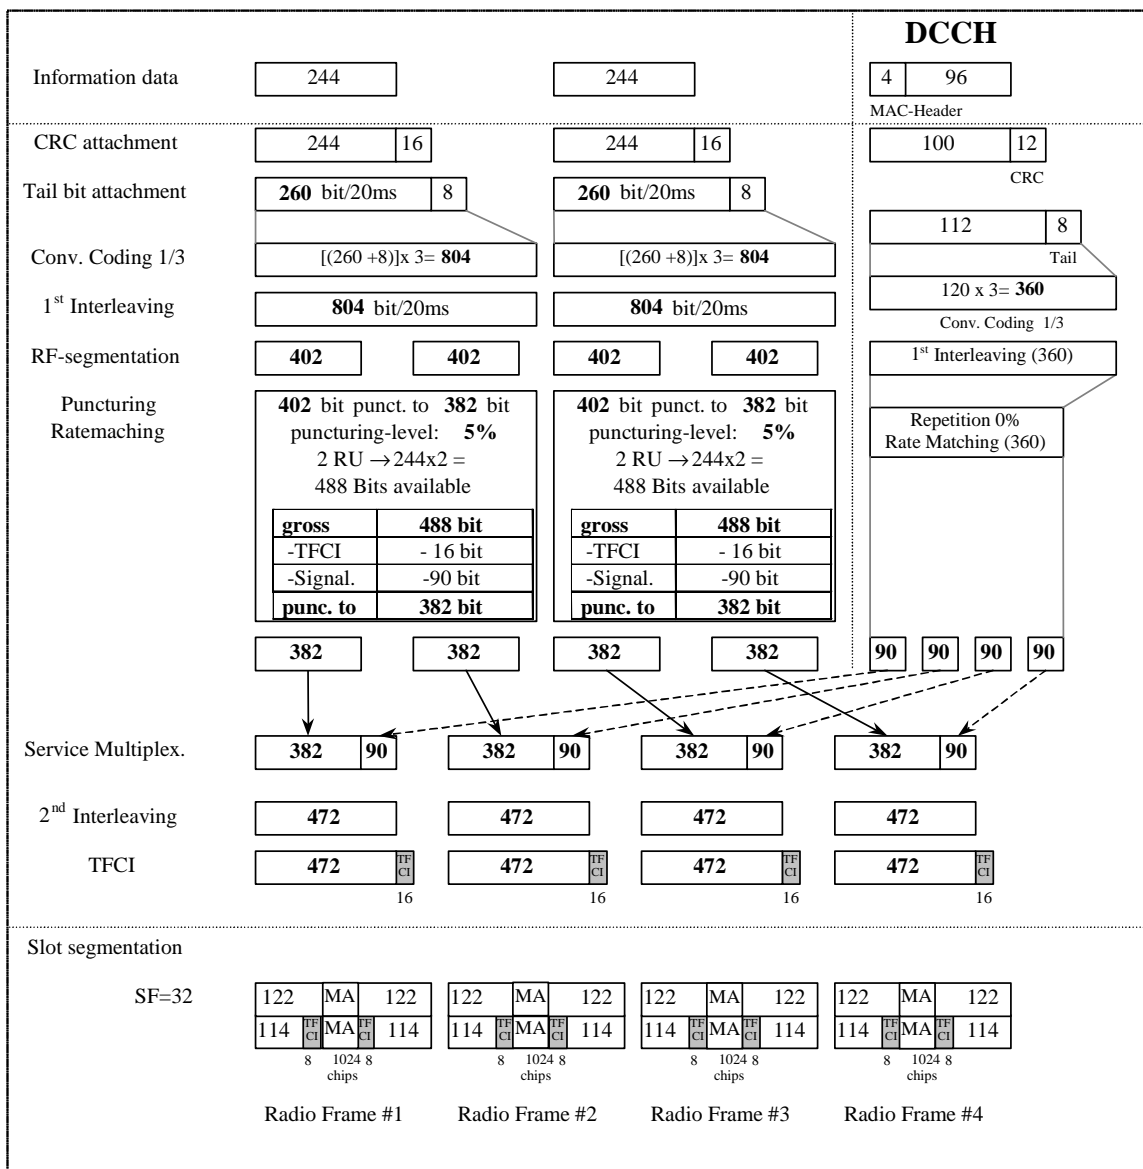 DCCH
Information data 244 244 4 96
MAC-Header
CRC attachment 244 16 244 16 100 12
CRC
Tail bit attachment 260 bit/20ms 8 260 bit/20ms 8
112 8
Tail
Conv. Coding 1/3 [(260 +8)]x 3= 804 [(260 +8)]x 3= 804
120 x 3= 360
Conv. Coding 1/3
1st Interleaving 804 bit/20ms 804 bit/20ms
RF-segmentation 402 402 402 402 1st Interleaving (360)
Puncturing 402 bit punct. to 382 bit 402 bit punct. to 382 bit
Ratemaching puncturing-level: 5% puncturing-level: 5%
Repetition 0%
Rate Matching (360)
2 RU →244x2 = 2 RU →244x2 =
488 Bits available 488 Bits available
gross 488 bit gross 488 bit
-TFCI - 16 bit -TFCI - 16 bit
-Signal. -90 bit -Signal. -90 bit
punc. to 382 bit punc. to 382 bit
382 382 382 382 90 90 90 90
Service Multiplex. 382 90 382 90 382 90 382 90
2nd Interleaving 472 472 472 472
TFCI 472 TF CI 472 TF CI 472 TF CI 472 TF CI
16 16 16 16
Slot segmentation
SF=32 122 MA 122 122 MA 122 122 MA 122 122 MA 122
114 TF CI MA TF CI 114 114 TF CI MA TF CI 114 114 TF CI MA TF CI 114 114 TF CI MA TF CI 114
8 1024 8 8 1024 8 8 1024 8 8 1024 8
chips chips chips chips
Radio Frame #1 Radio Frame #2 Radio Frame #3 Radio Frame #4